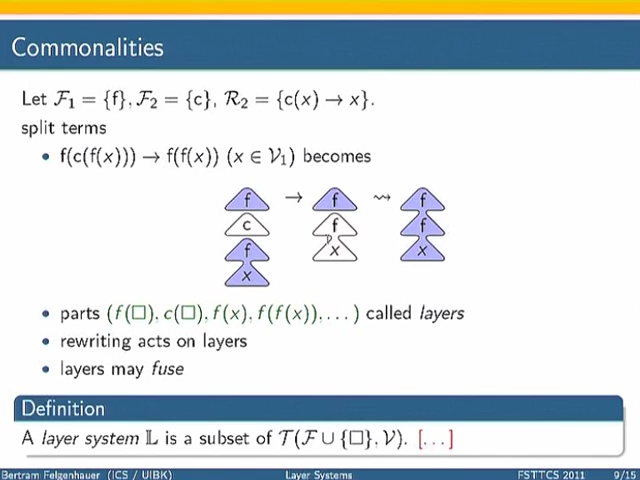 Commonalities
Let F₁ = {f}, F₂ = {c}, R₂ = {c(x) → x}.
split terms
• f(c(f(x))) → f(f(x)) (x ∈ V₁) becomes
f → f ⇝ f
c f f
f x x
x
• parts (f(□), c(□), f(x), f(f(x)), . . . ) called layers
• rewriting acts on layers
• layers may fuse
Definition
A layer system 𝕃 is a subset of T(F ∪ {□}, V). [. . . ]
Bertram Felgenhauer (ICS / UIBK) Layer Systems FSTTCS 2011 9/15